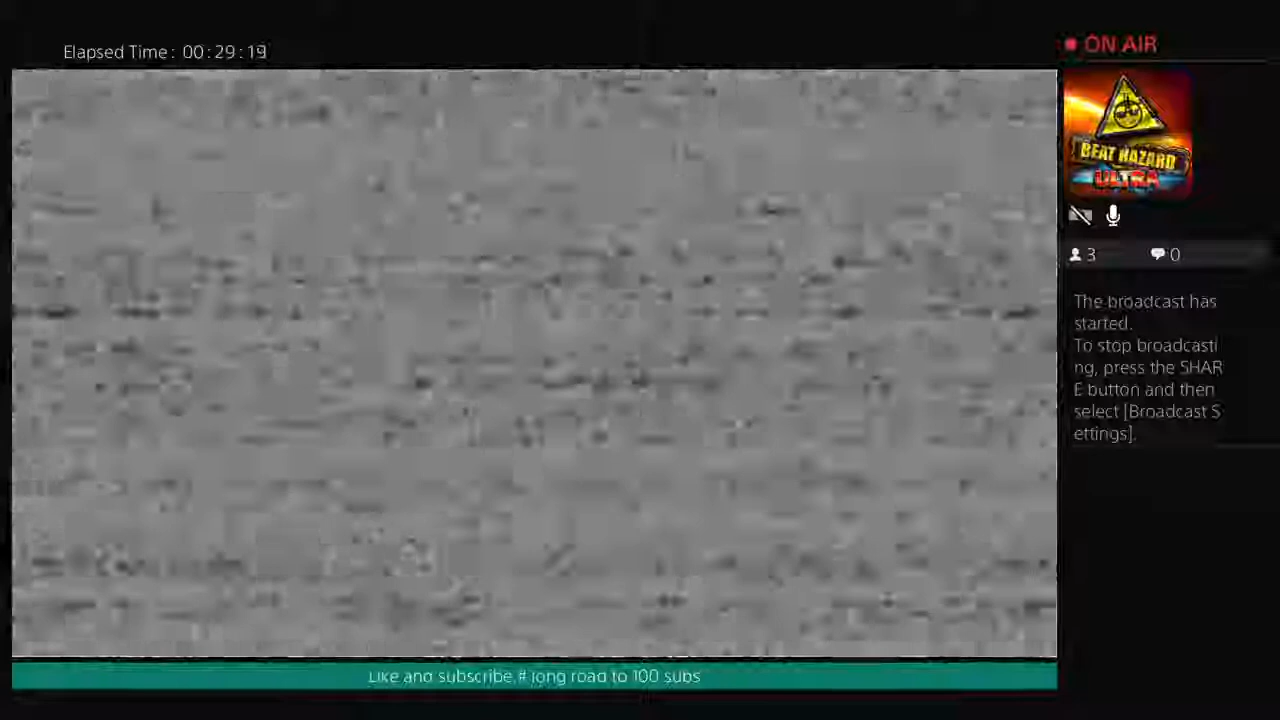 Elapsed Time: 00:29:19
ON AIR
BEAT HAZARD
ULTRA
3
0
The broadcast has
started.
To stop broadcasti
ng, press the SHAR
E button and then
select [Broadcast S
ettings].
Like and subscribe.# long road to 100 subs